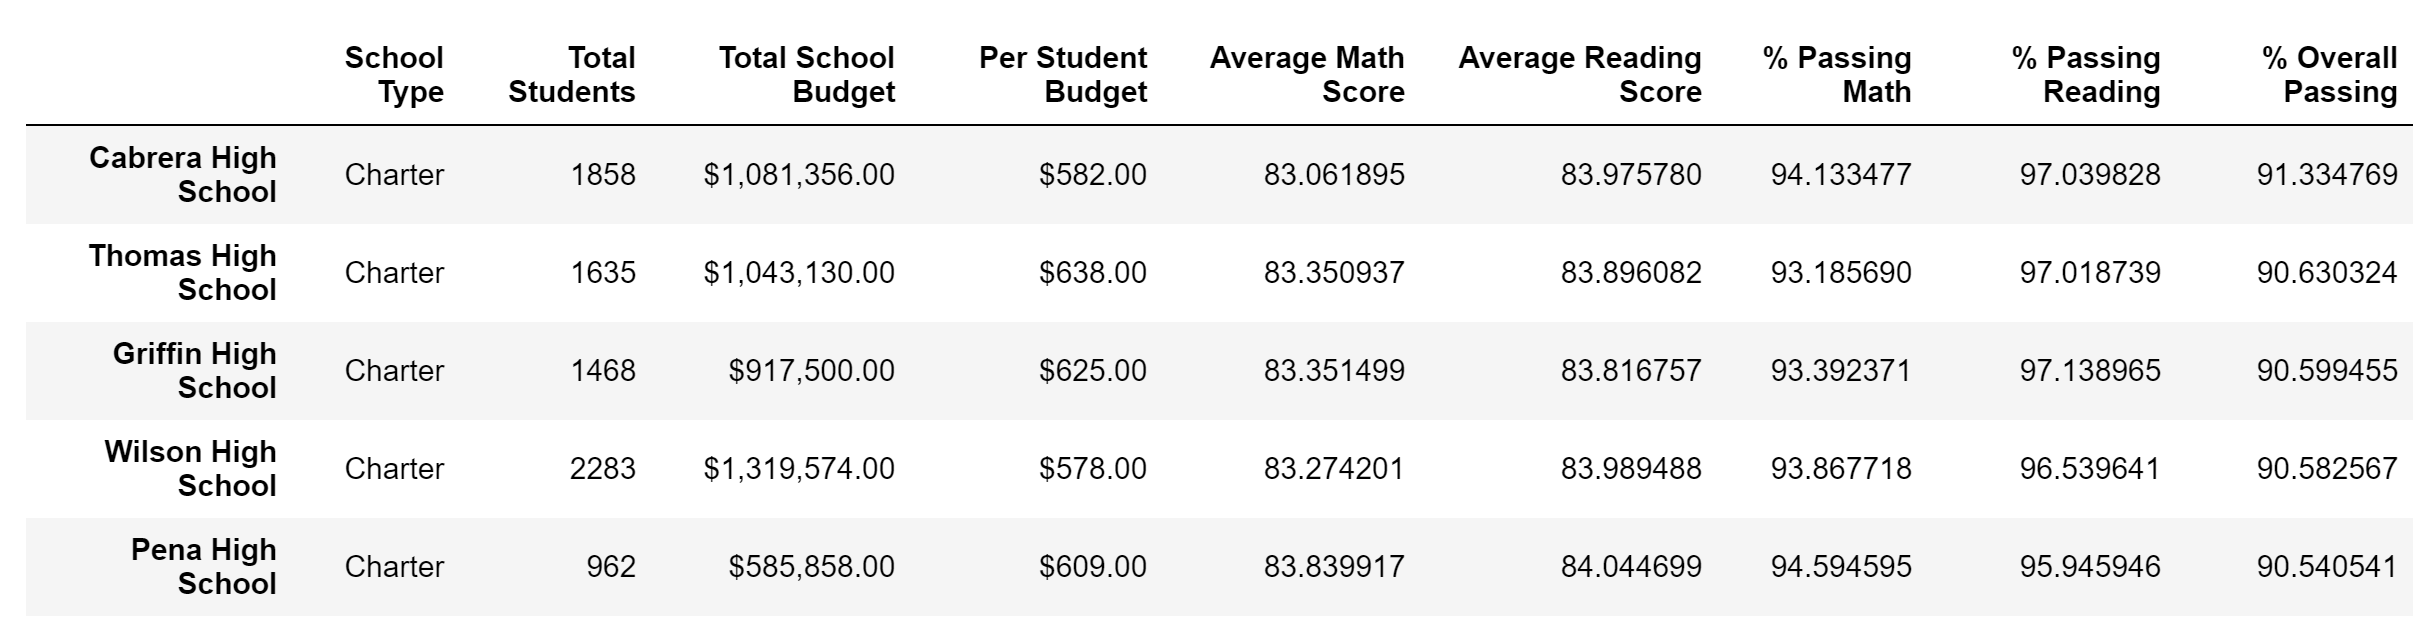 School Type Total Students Total School Budget Per Student Budget Average Math Score Average Reading Score % Passing Math % Passing Reading % Overall Passing
Cabrera High School Charter 1858 $1,081,356.00 $582.00 83.061895 83.975780 94.133477 97.039828 91.334769
Thomas High School Charter 1635 $1,043,130.00 $638.00 83.350937 83.896082 93.185690 97.018739 90.630324
Griffin High School Charter 1468 $917,500.00 $625.00 83.351499 83.816757 93.392371 97.138965 90.599455
Wilson High School Charter 2283 $1,319,574.00 $578.00 83.274201 83.989488 93.867718 96.539641 90.582567
Pena High School Charter 962 $585,858.00 $609.00 83.839917 84.044699 94.594595 95.945946 90.540541